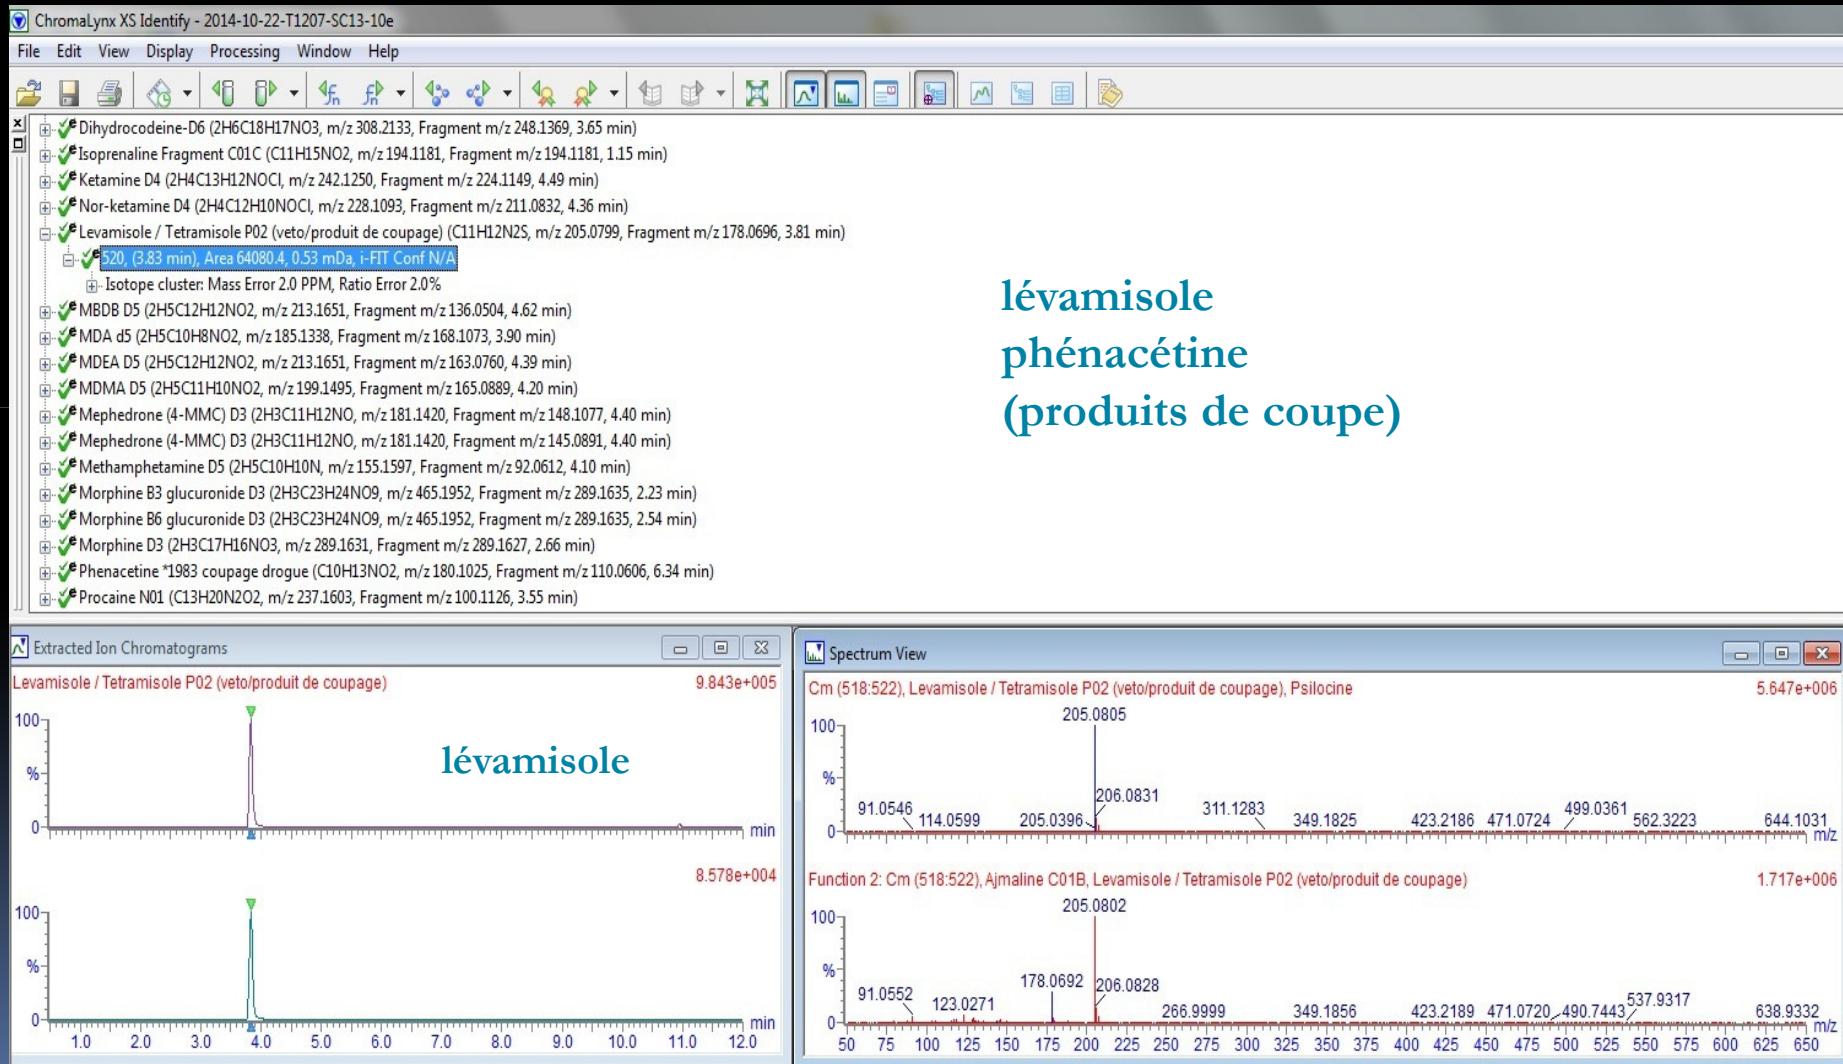 ChromaLynx XS Identify - 2014-10-22-T1207-SC13-10e
File Edit View Display Processing Window Help
Dihydrocodeine-D6 (2H6C18H17NO3, m/z 308.2133, Fragment m/z 248.1369, 3.65 min)
Isoprenaline Fragment C01C (C11H15NO2, m/z 194.1181, Fragment m/z 194.1181, 1.15 min)
Ketamine D4 (2H4C13H12NOCl, m/z 242.1250, Fragment m/z 224.1149, 4.49 min)
Nor-ketamine D4 (2H4C12H10NOCl, m/z 228.1093, Fragment m/z 211.0832, 4.36 min)
Levamisole / Tetramisole P02 (veto/produit de coupage) (C11H12N2S, m/z 205.0799, Fragment m/z 178.0696, 3.81 min)
520, (3.83 min), Area 64080.4, 0.53 mDa, i-FIT Conf N/A
Isotope cluster: Mass Error 2.0 PPM, Ratio Error 2.0%
MBDB D5 (2H5C12H12NO2, m/z 213.1651, Fragment m/z 136.0504, 4.62 min)
MDA d5 (2H5C10H8NO2, m/z 185.1338, Fragment m/z 168.1073, 3.90 min)
MDEA D5 (2H5C12H12NO2, m/z 213.1651, Fragment m/z 163.0760, 4.39 min)
MDMA D5 (2H5C11H10NO2, m/z 199.1495, Fragment m/z 165.0889, 4.20 min)
Mephedrone (4-MMC) D3 (2H3C11H12NO, m/z 181.1420, Fragment m/z 148.1077, 4.40 min)
Mephedrone (4-MMC) D3 (2H3C11H12NO, m/z 181.1420, Fragment m/z 145.0891, 4.40 min)
Methamphetamine D5 (2H5C10H10N, m/z 155.1597, Fragment m/z 92.0612, 4.10 min)
Morphine B3 glucuronide D3 (2H3C23H24NO9, m/z 465.1952, Fragment m/z 289.1635, 2.23 min)
Morphine B6 glucuronide D3 (2H3C23H24NO9, m/z 465.1952, Fragment m/z 289.1635, 2.54 min)
Morphine D3 (2H3C17H16NO3, m/z 289.1631, Fragment m/z 289.1627, 2.66 min)
Phenacetine *1983 coupage drogue (C10H13NO2, m/z 180.1025, Fragment m/z 110.0606, 6.34 min)
Procaine N01 (C13H20N2O2, m/z 237.1603, Fragment m/z 100.1126, 3.55 min)
lévamisole
phénacétine
(produits de coupe)
Extracted Ion Chromatograms
Levamisole / Tetramisole P02 (veto/produit de coupage) 9.843e+005
100
%
0
min
lévamisole
8.578e+004
100
%
0
min
1.0 2.0 3.0 4.0 5.0 6.0 7.0 8.0 9.0 10.0 11.0 12.0
Spectrum View
Cm (518:522), Levamisole / Tetramisole P02 (veto/produit de coupage), Psilocine 5.647e+006
100
%
0
205.0805
91.0546 114.0599 205.0396 206.0831 311.1283 349.1825 423.2186 471.0724 499.0361 562.3223 644.1031
m/z
Function 2: Cm (518:522), Ajmaline C01B, Levamisole / Tetramisole P02 (veto/produit de coupage) 1.717e+006
100
%
0
205.0802
91.0552 123.0271 178.0692 206.0828 266.9999 349.1856 423.2189 471.0720 490.7443 537.9317 638.9332
m/z
50 75 100 125 150 175 200 225 250 275 300 325 350 375 400 425 450 475 500 525 550 575 600 625 650